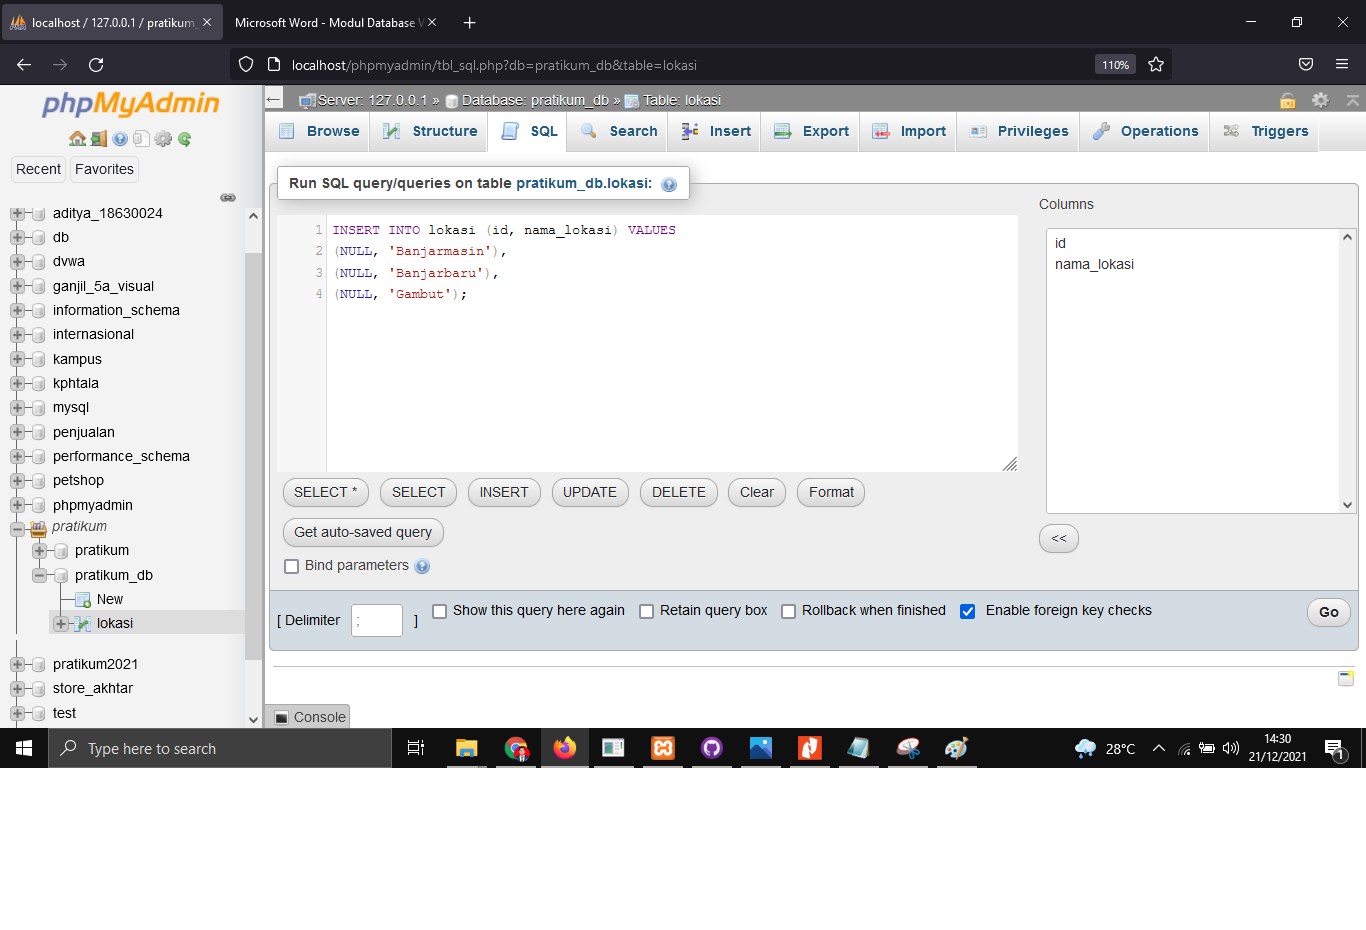 localhost / 127.0.0.1 / pratikum_
Microsoft Word - Modul Database V
localhost/phpmyadmin/tbl_sql.php?db=pratikum_db&table=lokasi
110%
phpMyAdmin
Recent
Favorites
aditya_18630024
db
dvwa
ganjil_5a_visual
information_schema
internasional
kampus
kphtala
mysql
penjualan
performance_schema
petshop
phpmyadmin
pratikum
pratikum
pratikum_db
New
lokasi
pratikum2021
store_akhtar
test
Server: 127.0.0.1 » Database: pratikum_db » Table: lokasi
Browse
Structure
SQL
Search
Insert
Export
Import
Privileges
Operations
Triggers
Run SQL query/queries on table pratikum_db.lokasi:
1 INSERT INTO lokasi (id, nama_lokasi) VALUES
2 (NULL, 'Banjarmasin'),
3 (NULL, 'Banjarbaru'),
4 (NULL, 'Gambut');
Columns
id
nama_lokasi
SELECT *
SELECT
INSERT
UPDATE
DELETE
Clear
Format
Get auto-saved query
<<
Bind parameters
[ Delimiter ; ]
Show this query here again
Retain query box
Rollback when finished
Enable foreign key checks
Go
Console
Type here to search
28°C
14:30
21/12/2021
1